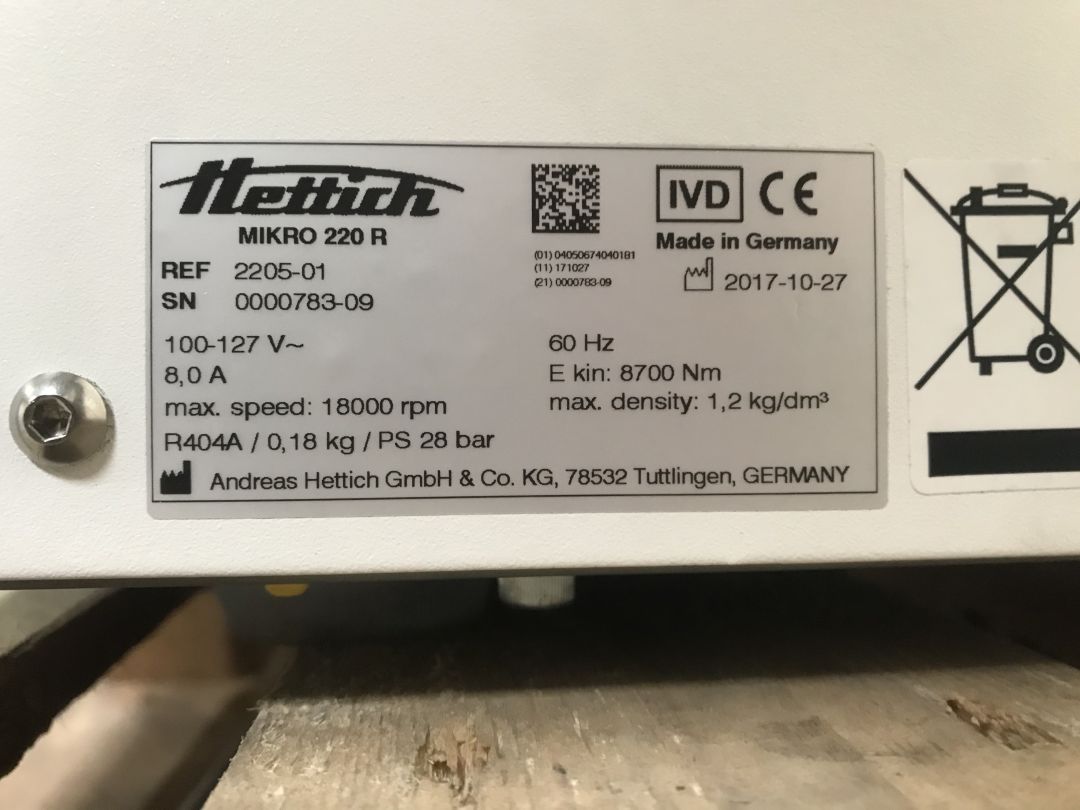 Hettich
MIKRO 220 R
REF 2205-01
SN 0000783-09
(01) 04050674040181
(11) 171027
(21) 0000783-09
IVD CE
Made in Germany
2017-10-27
100-127 V~
60 Hz
8,0 A
E kin: 8700 Nm
max. speed: 18000 rpm
max. density: 1,2 kg/dm³
R404A / 0,18 kg / PS 28 bar
Andreas Hettich GmbH & Co. KG, 78532 Tuttlingen, GERMANY